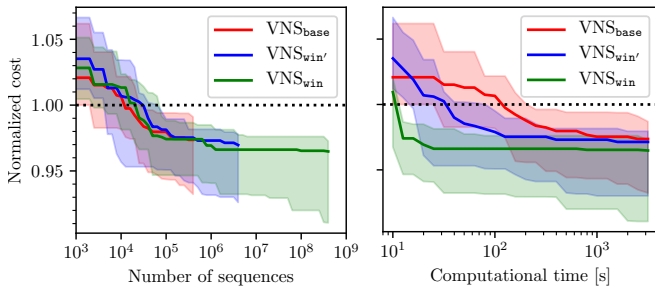 Normalized cost
1.05
1.00
0.95
VNSbase
VNSwin′
VNSwin
10³ 10⁴ 10⁵ 10⁶ 10⁷ 10⁸ 10⁹
Number of sequences
VNSbase
VNSwin′
VNSwin
10¹ 10² 10³
Computational time [s]